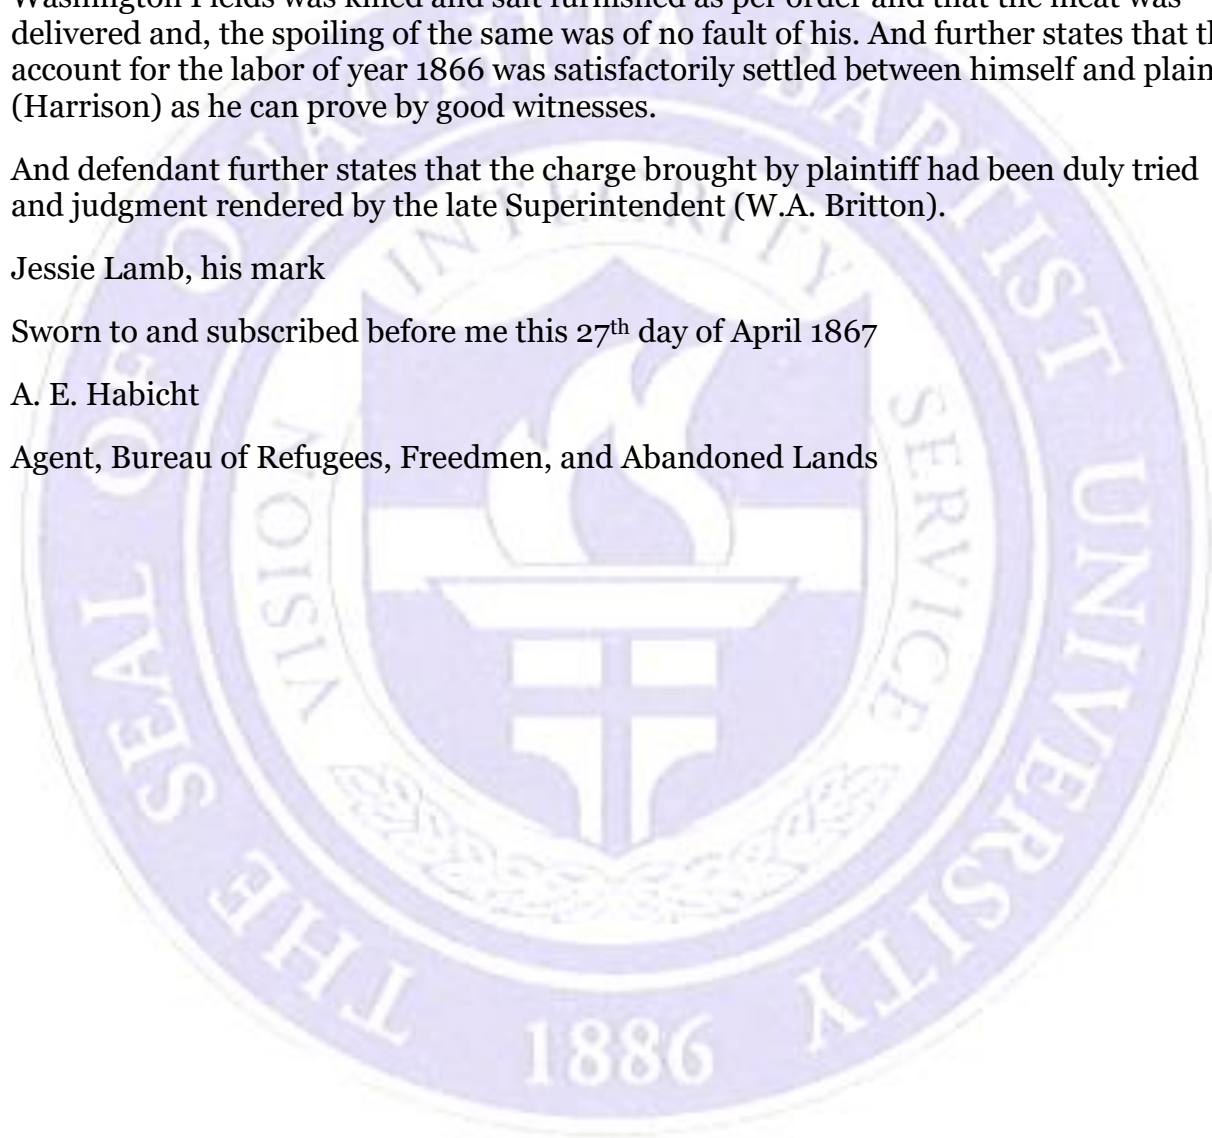 Washington Fields was killed and salt furnished as per order and that the meat was
delivered and, the spoiling of the same was of no fault of his. And further states that
account for the labor of year 1866 was satisfactorily settled between himself and
(Harrison) as he can prove by good witnesses.
And defendant further states that the charge brought by plaintiff had been duly tried
and judgment rendered by the late Superintendent (W.A. Britton).
Jessie Lamb, his mark
Sworn to and subscribed before me this 27th day of April 1867
A. E. Habicht
Agent, Bureau of Refugees, Freedmen, and Abandoned Lands
THE SEAL OF OUACHITA BAPTIST UNIVERSITY
VISION INTEGRITY SERVICE
1886